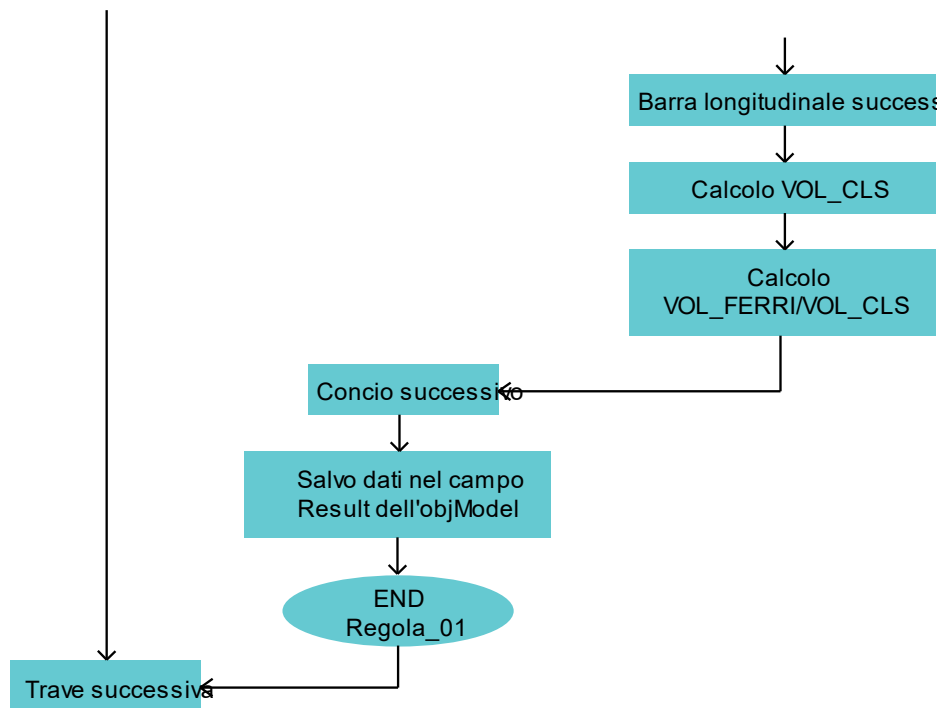 Barra longitudinale success
Calcolo VOL_CLS
Calcolo
VOL_FERRI/VOL_CLS
Concio successivo
Salvo dati nel campo
Result dell'objModel
END
Regola_01
Trave successiva